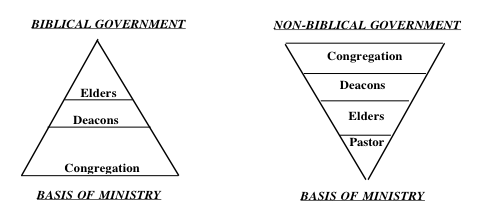 BIBLICAL GOVERNMENT
Elders
Deacons
Congregation
BASIS OF MINISTRY
NON-BIBLICAL GOVERNMENT
Congregation
Deacons
Elders
Pastor
BASIS OF MINISTRY